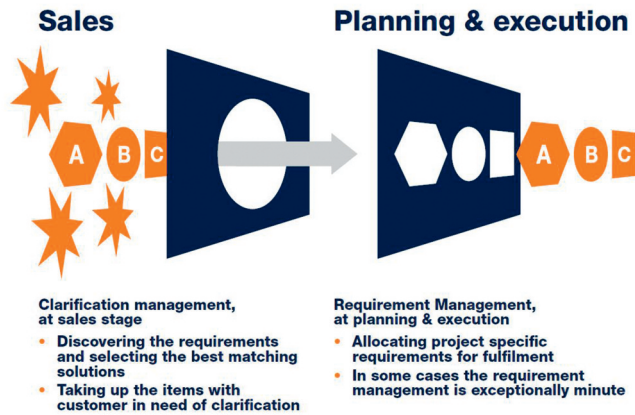 Sales
Planning & execution
A B C
A B C
Clarification management,
at sales stage
• Discovering the requirements
and selecting the best matching
solutions
• Taking up the items with
customer in need of clarification
Requirement Management,
at planning & execution
• Allocating project specific
requirements for fulfilment
• In some cases the requirement
management is exceptionally minute